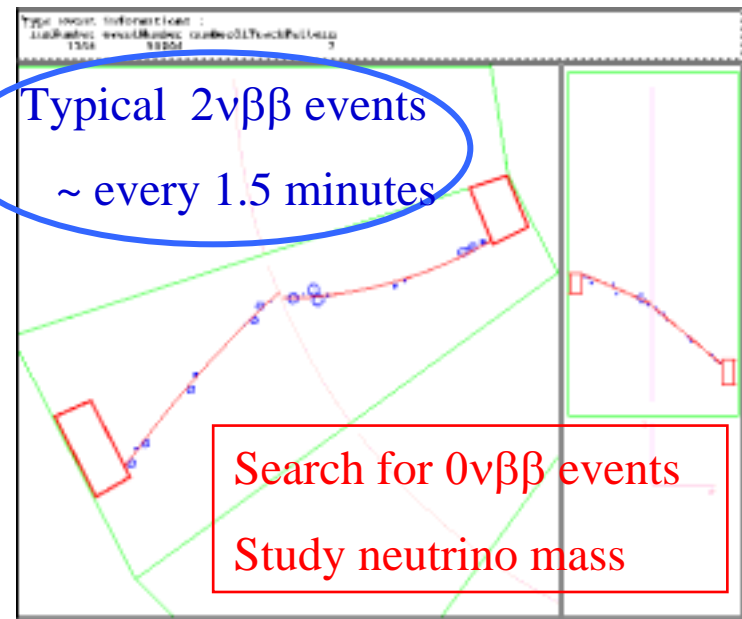 Typical 2νββ events
~ every 1.5 minutes
Search for 0νββ events
Study neutrino mass